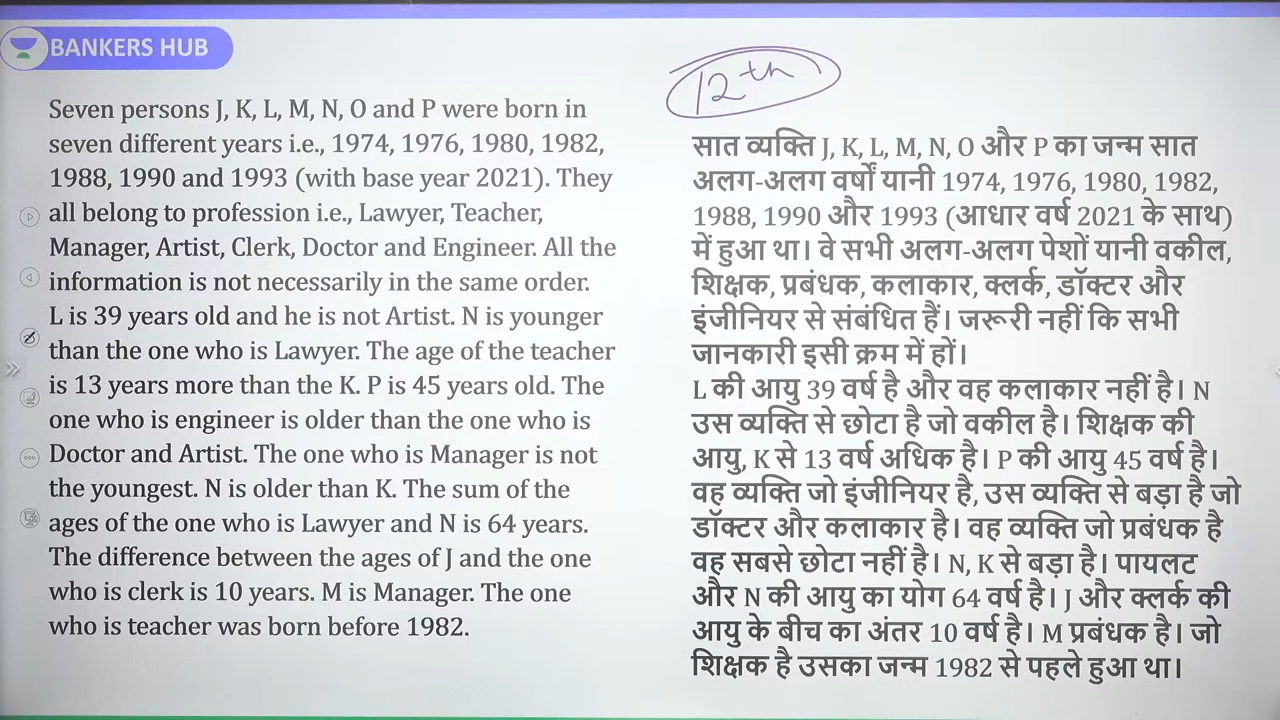 BANKERS HUB
12th
Seven persons J, K, L, M, N, O and P were born in
seven different years i.e., 1974, 1976, 1980, 1982,
1988, 1990 and 1993 (with base year 2021). They
all belong to profession i.e., Lawyer, Teacher,
Manager, Artist, Clerk, Doctor and Engineer. All the
information is not necessarily in the same order.
L is 39 years old and he is not Artist. N is younger
than the one who is Lawyer. The age of the teacher
is 13 years more than the K. P is 45 years old. The
one who is engineer is older than the one who is
Doctor and Artist. The one who is Manager is not
the youngest. N is older than K. The sum of the
ages of the one who is Lawyer and N is 64 years.
The difference between the ages of J and the one
who is clerk is 10 years. M is Manager. The one
who is teacher was born before 1982.
सात व्यक्ति J, K, L, M, N, O और P का जन्म सात
अलग-अलग वर्षों यानी 1974, 1976, 1980, 1982,
1988, 1990 और 1993 (आधार वर्ष 2021 के साथ)
में हुआ था। वे सभी अलग-अलग पेशों यानी वकील,
शिक्षक, प्रबंधक, कलाकार, क्लर्क, डॉक्टर और
इंजीनियर से संबंधित हैं। जरूरी नहीं कि सभी
जानकारी इसी क्रम में हों।
L की आयु 39 वर्ष है और वह कलाकार नहीं है। N
उस व्यक्ति से छोटा है जो वकील है। शिक्षक की
आयु, K से 13 वर्ष अधिक है। P की आयु 45 वर्ष है।
वह व्यक्ति जो इंजीनियर है, उस व्यक्ति से बड़ा है जो
डॉक्टर और कलाकार है। वह व्यक्ति जो प्रबंधक है
वह सबसे छोटा नहीं है। N, K से बड़ा है। पायलट
और N की आयु का योग 64 वर्ष है। J और क्लर्क की
आयु के बीच का अंतर 10 वर्ष है। M प्रबंधक है। जो
शिक्षक है उसका जन्म 1982 से पहले हुआ था।